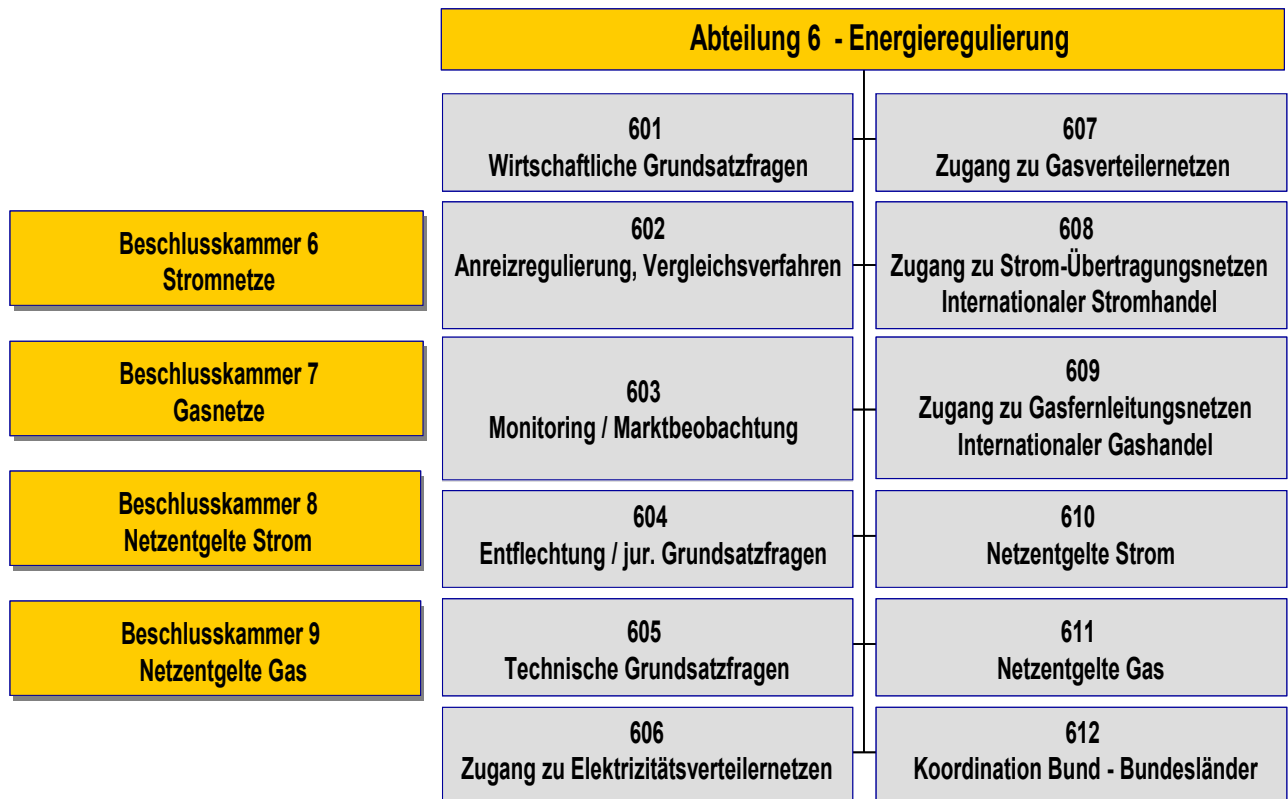 Abteilung 6 - Energieregulierung
Beschlusskammer 6
Stromnetze
Beschlusskammer 7
Gasnetze
Beschlusskammer 8
Netzentgelte Strom
Beschlusskammer 9
Netzentgelte Gas
601
Wirtschaftliche Grundsatzfragen
602
Anreizregulierung, Vergleichsverfahren
603
Monitoring / Marktbeobachtung
604
Entflechtung / jur. Grundsatzfragen
605
Technische Grundsatzfragen
606
Zugang zu Elektrizitätsverteilernetzen
607
Zugang zu Gasverteilernetzen
608
Zugang zu Strom-Übertragungsnetzen
Internationaler Stromhandel
609
Zugang zu Gasfernleitungsnetzen
Internationaler Gashandel
610
Netzentgelte Strom
611
Netzentgelte Gas
612
Koordination Bund - Bundesländer